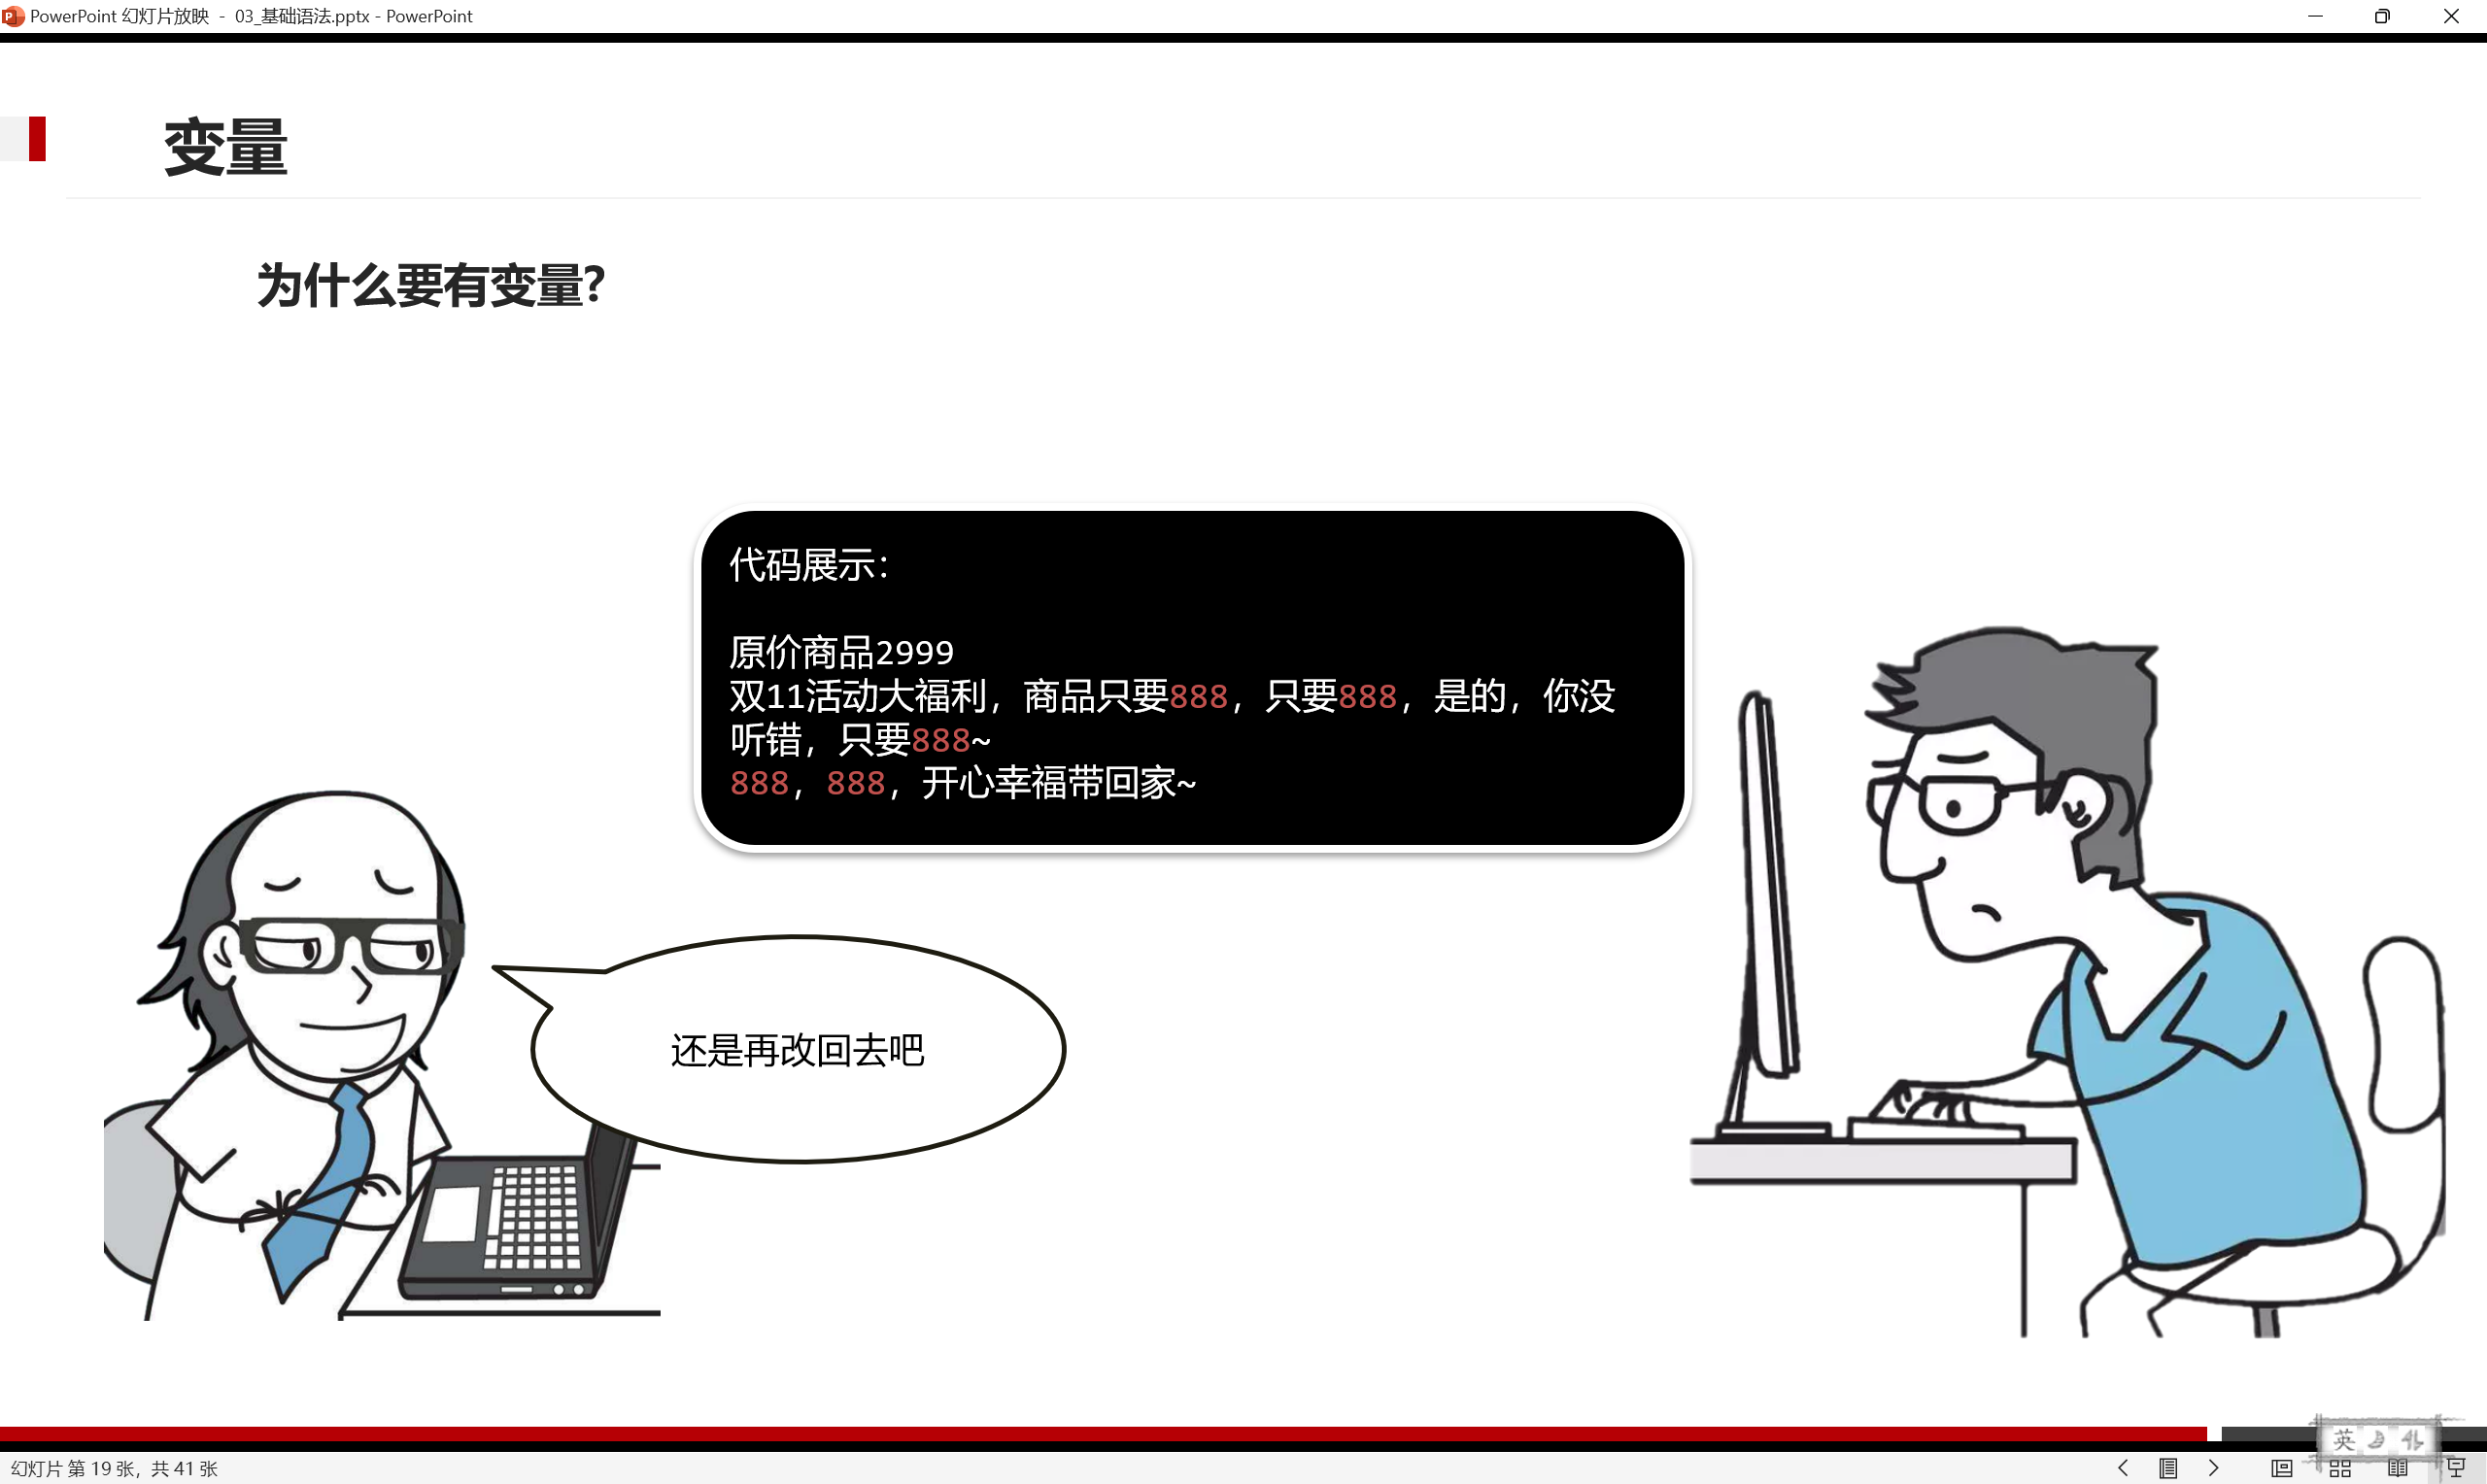 PowerPoint 幻灯片放映 - 03_基础语法.pptx - PowerPoint
变量
为什么要有变量？
代码展示：
原价商品2999
双11活动大福利，商品只要888，只要888，是的，你没
听错，只要888~
888，888，开心幸福带回家~
还是再改回去吧
英
幻灯片 第 19 张，共 41 张